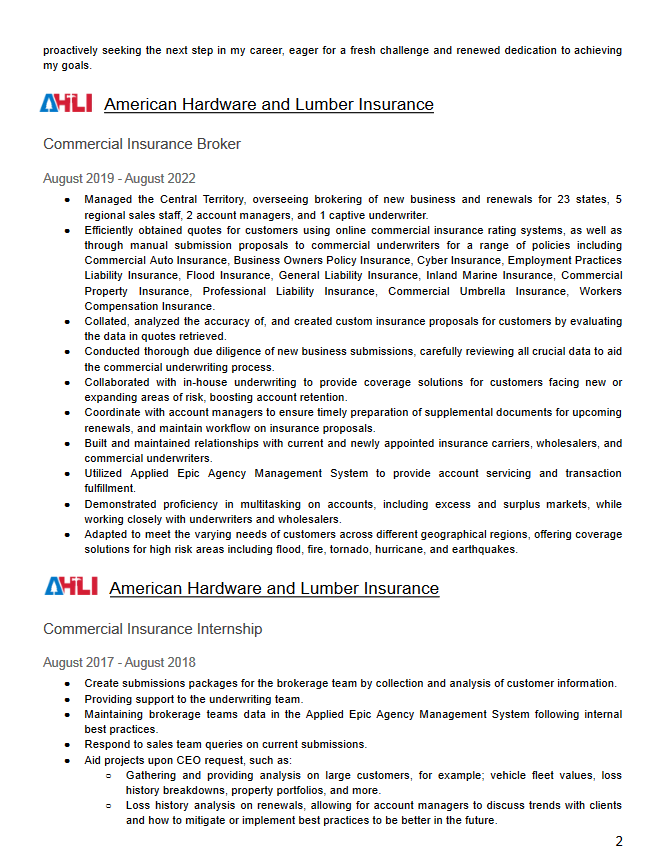 proactively seeking the next step in my career, eager for a fresh challenge and renewed dedication to achieving
my goals.
AHLI American Hardware and Lumber Insurance
Commercial Insurance Broker
August 2019 - August 2022
● Managed the Central Territory, overseeing brokering of new business and renewals for 23 states, 5
regional sales staff, 2 account managers, and 1 captive underwriter.
● Efficiently obtained quotes for customers using online commercial insurance rating systems, as well as
through manual submission proposals to commercial underwriters for a range of policies including
Commercial Auto Insurance, Business Owners Policy Insurance, Cyber Insurance, Employment Practices
Liability Insurance, Flood Insurance, General Liability Insurance, Inland Marine Insurance, Commercial
Property Insurance, Professional Liability Insurance, Commercial Umbrella Insurance, Workers
Compensation Insurance.
● Collated, analyzed the accuracy of, and created custom insurance proposals for customers by evaluating
the data in quotes retrieved.
● Conducted thorough due diligence of new business submissions, carefully reviewing all crucial data to aid
the commercial underwriting process.
● Collaborated with in-house underwriting to provide coverage solutions for customers facing new or
expanding areas of risk, boosting account retention.
● Coordinate with account managers to ensure timely preparation of supplemental documents for upcoming
renewals, and maintain workflow on insurance proposals.
● Built and maintained relationships with current and newly appointed insurance carriers, wholesalers, and
commercial underwriters.
● Utilized Applied Epic Agency Management System to provide account servicing and transaction
fulfillment.
● Demonstrated proficiency in multitasking on accounts, including excess and surplus markets, while
working closely with underwriters and wholesalers.
● Adapted to meet the varying needs of customers across different geographical regions, offering coverage
solutions for high risk areas including flood, fire, tornado, hurricane, and earthquakes.
AHLI American Hardware and Lumber Insurance
Commercial Insurance Internship
August 2017 - August 2018
● Create submissions packages for the brokerage team by collection and analysis of customer information.
● Providing support to the underwriting team.
● Maintaining brokerage teams data in the Applied Epic Agency Management System following internal
best practices.
● Respond to sales team queries on current submissions.
● Aid projects upon CEO request, such as:
○ Gathering and providing analysis on large customers, for example; vehicle fleet values, loss
history breakdowns, property portfolios, and more.
○ Loss history analysis on renewals, allowing for account managers to discuss trends with clients
and how to mitigate or implement best practices to be better in the future.
2